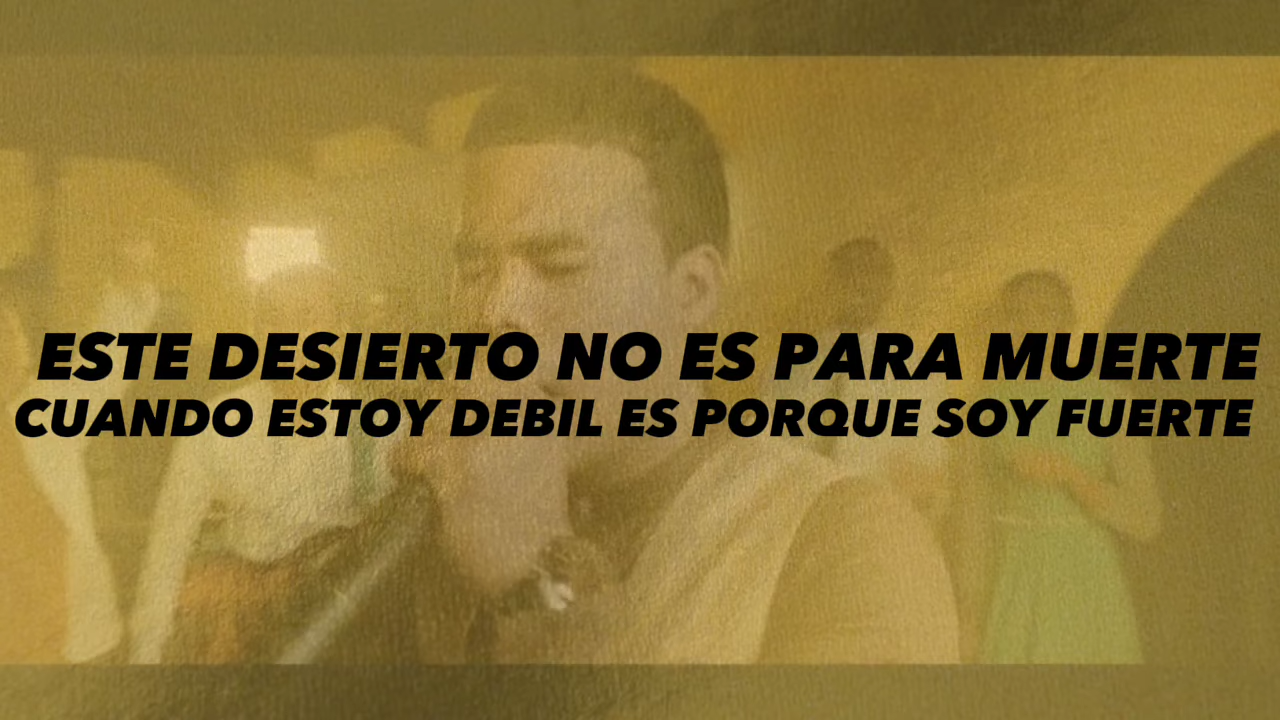 ESTE DESIERTO NO ES PARA MUERTE
CUANDO ESTOY DEBIL ES PORQUE SOY FUERTE